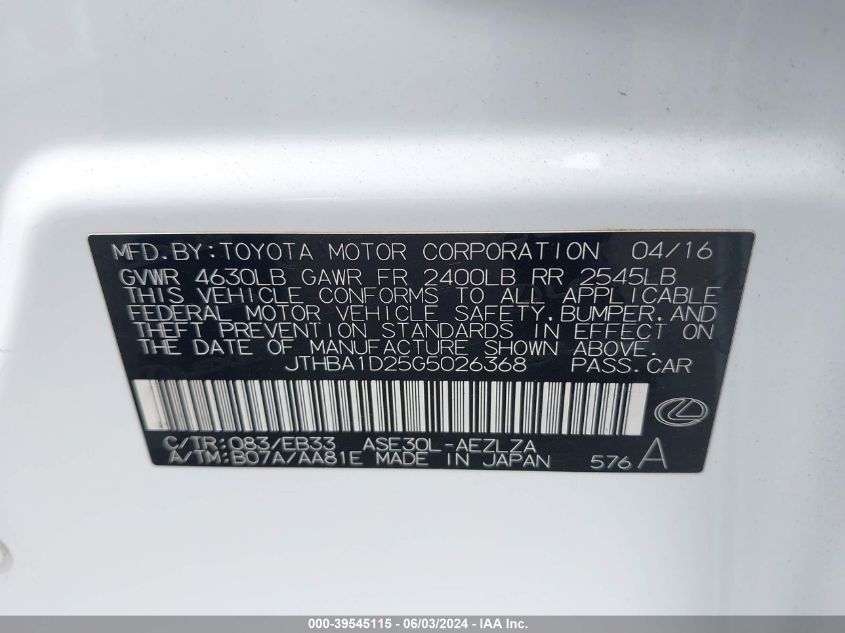 MFD.BY:TOYOTA MOTOR CORPORATION 04/16
GVWR 4630LB GAWR FR 2400LB RR 2545LB
THIS VEHICLE CONFORMS TO ALL APPLICABLE
FEDERAL MOTOR VEHICLE SAFETY,BUMPER,AND
THEFT PREVENTION STANDARDS IN EFFECT ON
THE DATE OF MANUFACTURE SHOWN ABOVE.
JTHBA1D25G5026368 PASS.CAR
C/TR:083/EB33 ASE30L-AEZLZA
A/TM:B07A/AA81E MADE IN JAPAN 576A
000-39545115 - 06/03/2024 - IAA Inc.